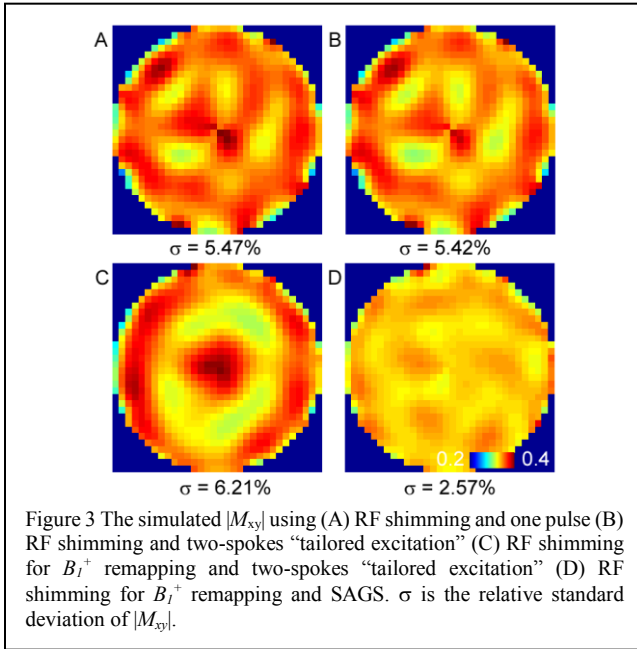 A B
σ = 5.47% σ = 5.42%
C D
0.2 0.4
σ = 6.21% σ = 2.57%
Figure 3 The simulated |Mxy| using (A) RF shimming and one pulse (B)
RF shimming and two-spokes “tailored excitation” (C) RF shimming
for B1+ remapping and two-spokes “tailored excitation” (D) RF
shimming for B1+ remapping and SAGS. σ is the relative standard
deviation of |Mxy|.